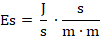 Es = J/s · s/(m · m)